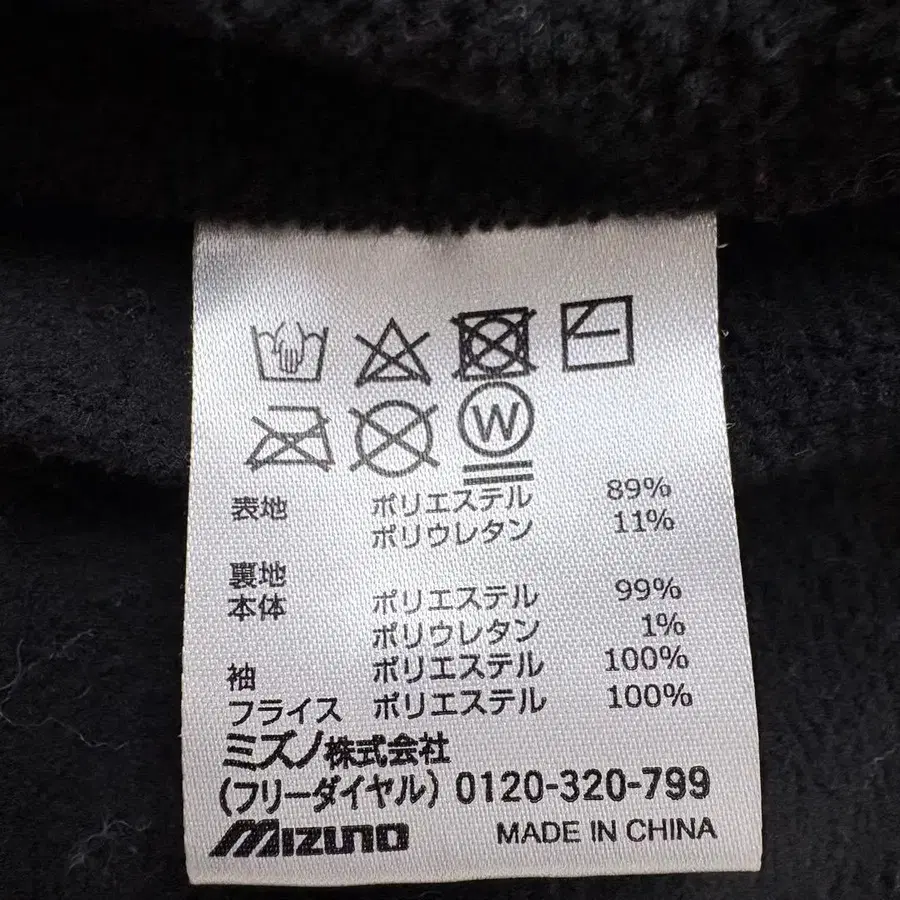 W
表地 ポリエステル 89%
ポリウレタン 11%
裏地
本体 ポリエステル 99%
ポリウレタン 1%
袖 ポリエステル 100%
フライス ポリエステル 100%
ミズノ株式会社
(フリーダイヤル) 0120-320-799
MIZUNO MADE IN CHINA